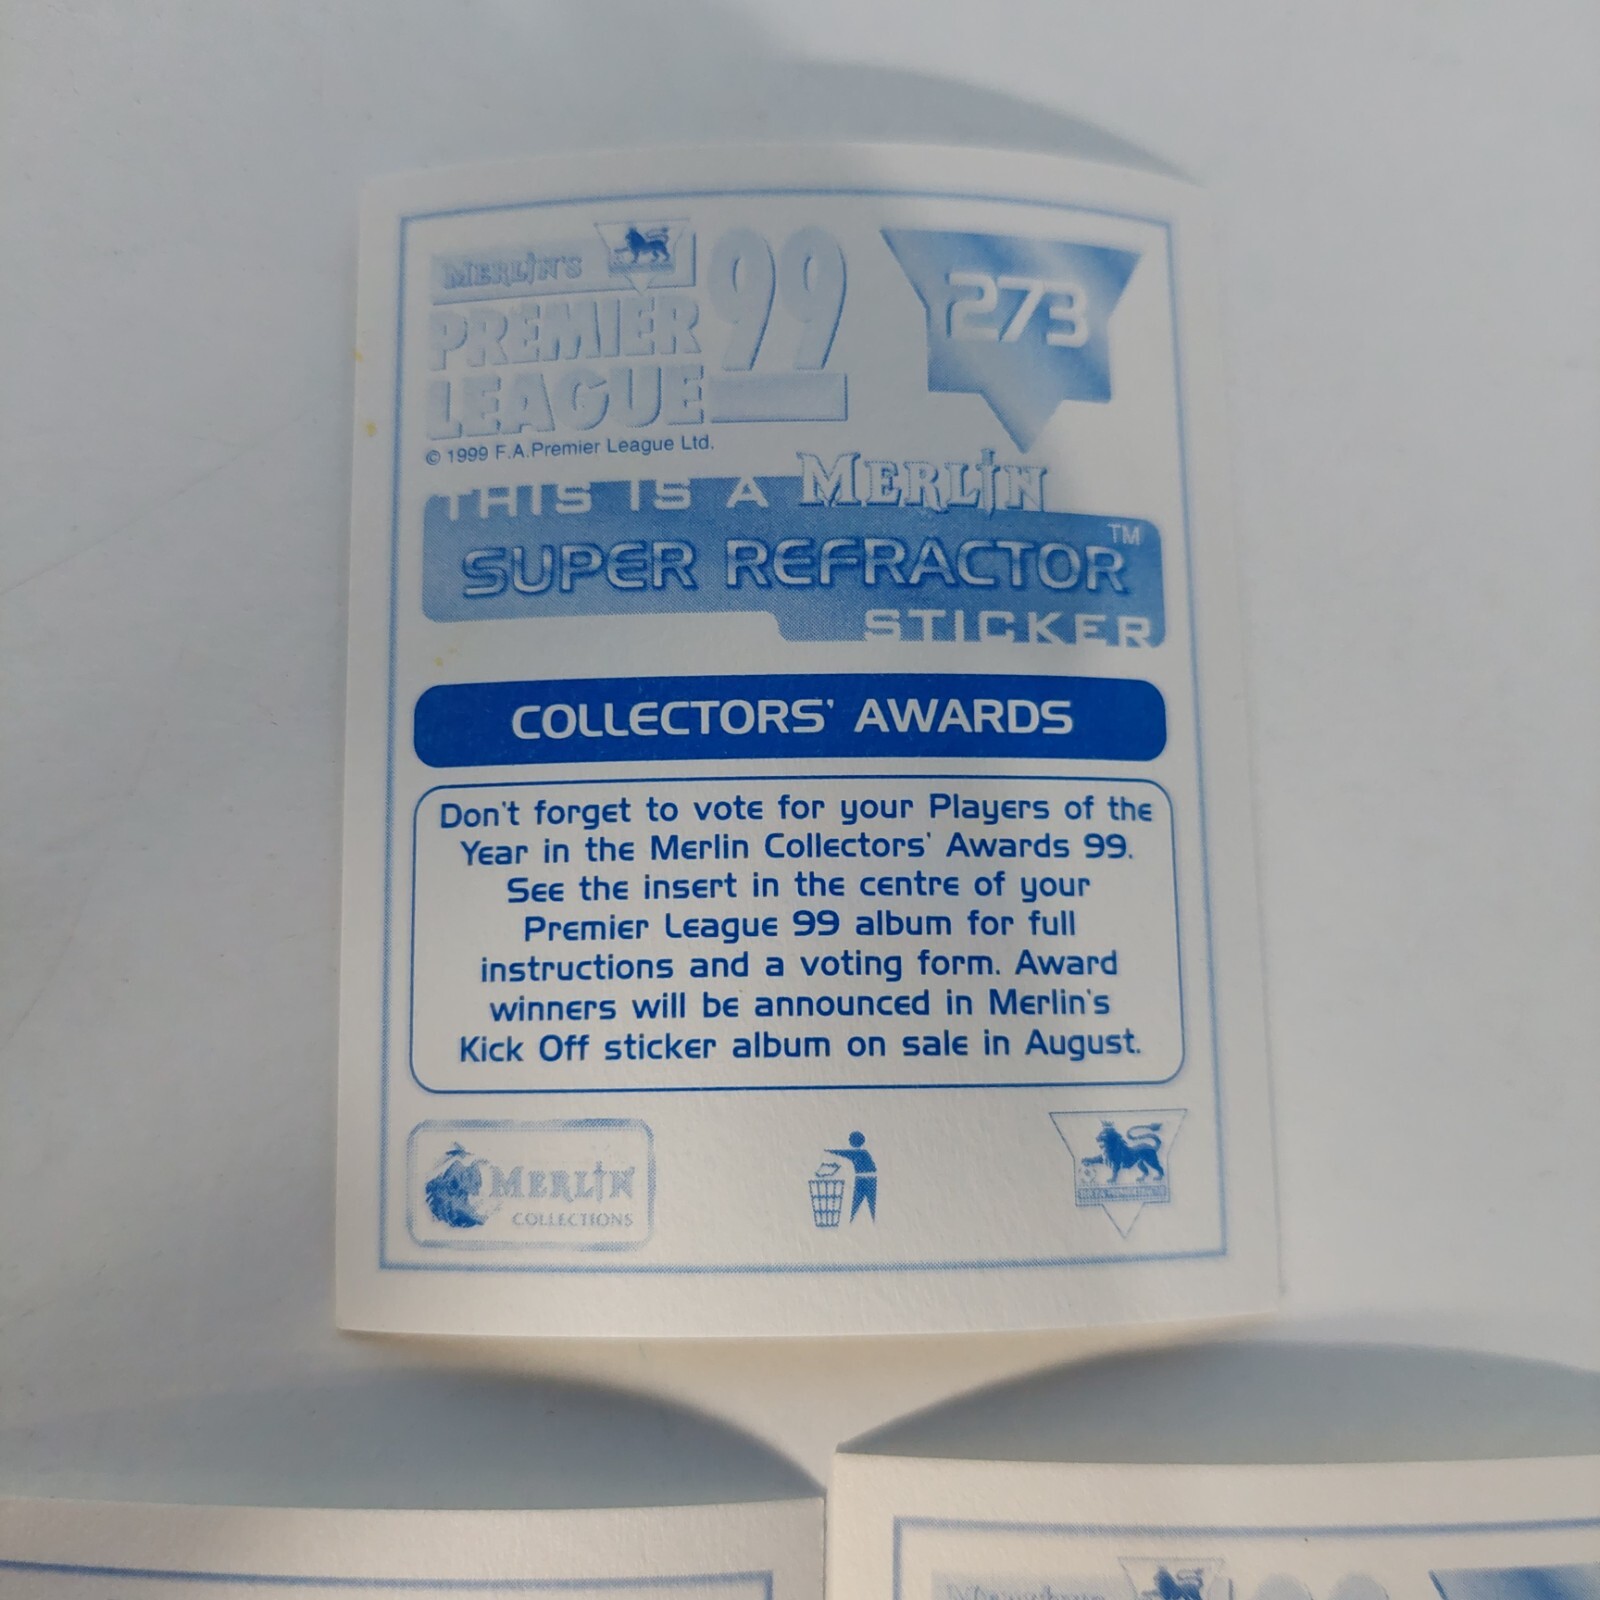 MERLIN'S
PREMIER
LEAGUE
99
273
© 1999 F.A.Premier League Ltd.
THIS IS A MERLIN
SUPER REFRACTOR™
STICKER
COLLECTORS' AWARDS
Don't forget to vote for your Players of the
Year in the Merlin Collectors' Awards 99.
See the insert in the centre of your
Premier League 99 album for full
instructions and a voting form. Award
winners will be announced in Merlin's
Kick Off sticker album on sale in August.
MERLIN
COLLECTIONS